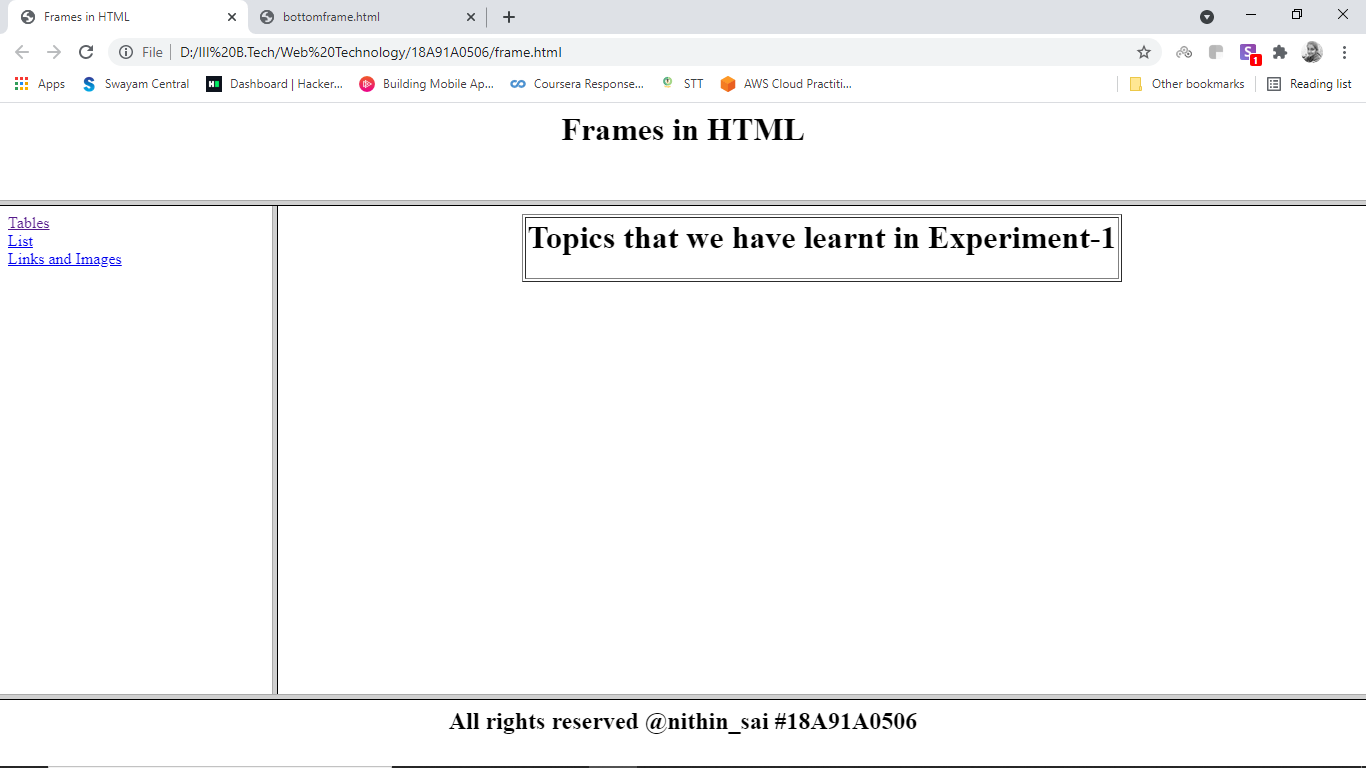 Frames in HTML
bottomframe.html
File D:/III%20B.Tech/Web%20Technology/18A91A0506/frame.html
1
Apps Swayam Central Dashboard | Hacker... Building Mobile Ap... Coursera Response... STT AWS Cloud Practiti... Other bookmarks Reading list
Frames in HTML
Tables
List
Links and Images
Topics that we have learnt in Experiment-1
All rights reserved @nithin_sai #18A91A0506